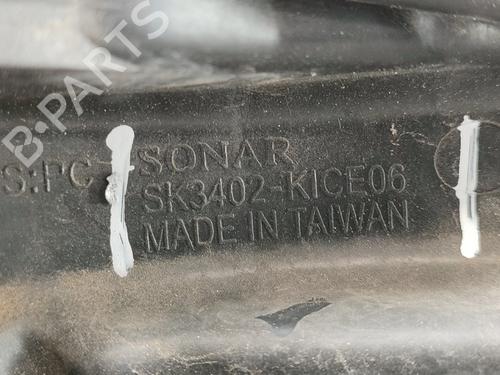 B-PARTS
S:PC
SONAR
SK3402-KICE06
MADE IN TAIWAN